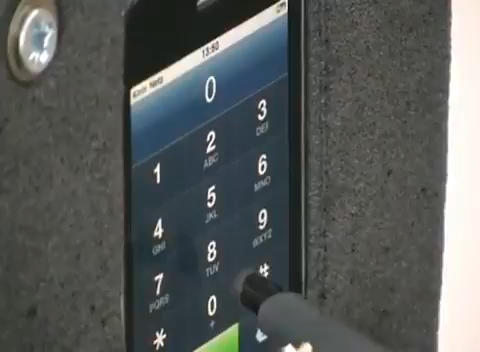 13:50
0
1 2 3
ABC DEF
4 5 6
GHI JKL MNO
7 8 9
PQRS TUV WXYZ
* 0 #
+